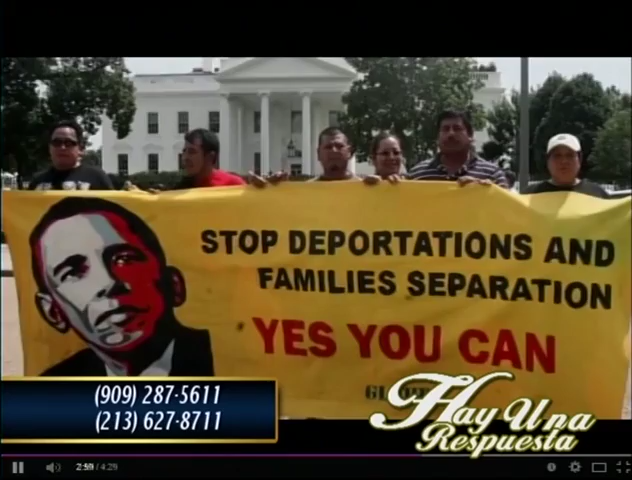 STOP DEPORTATIONS AND
FAMILIES SEPARATION
YES YOU CAN
(909) 287-5611
(213) 627-8711
Hay Una
Respuesta
2:59 / 4:29